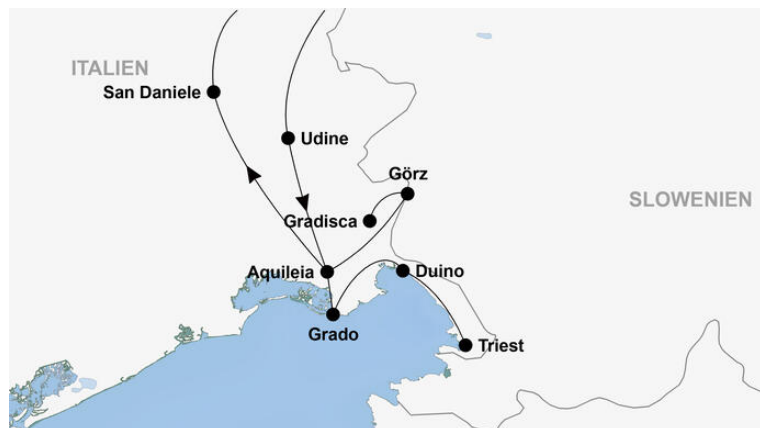 ITALIEN
San Daniele
Udine
Görz
SLOWENIEN
Gradisca
Aquileia
Duino
Grado
Triest